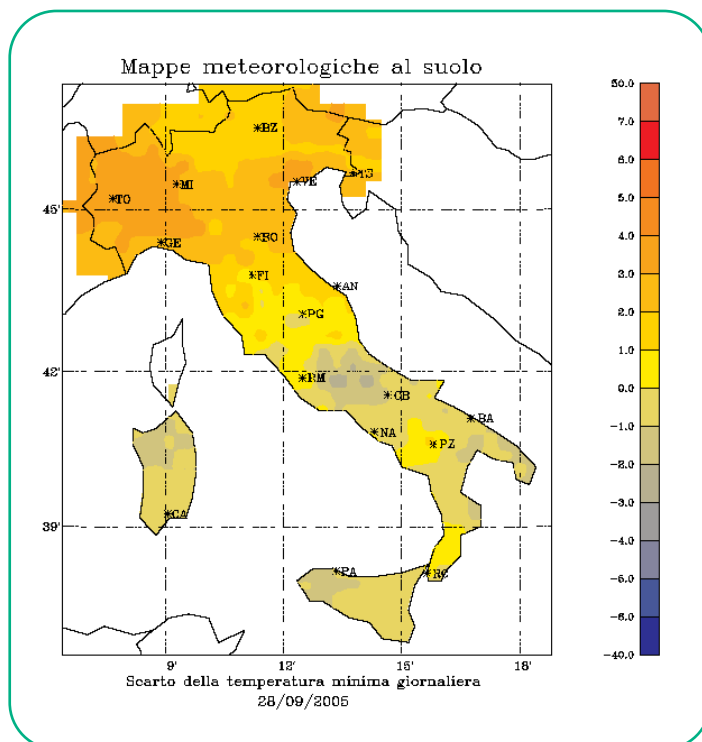 Mappe meteorologiche al suolo
50.0
7.0
6.0
5.0
4.0
3.0
2.0
1.0
0.0
-1.0
-2.0
-3.0
-4.0
-5.0
-6.0
-40.0
BZ
TS
MI
VE
TO
GE
BO
FI
AN
PG
RM
CB
BA
NA
PZ
CA
PA
RC
45'
42'
39'
9'
12'
15'
18'
Scarto della temperatura minima giornaliera
28/09/2005